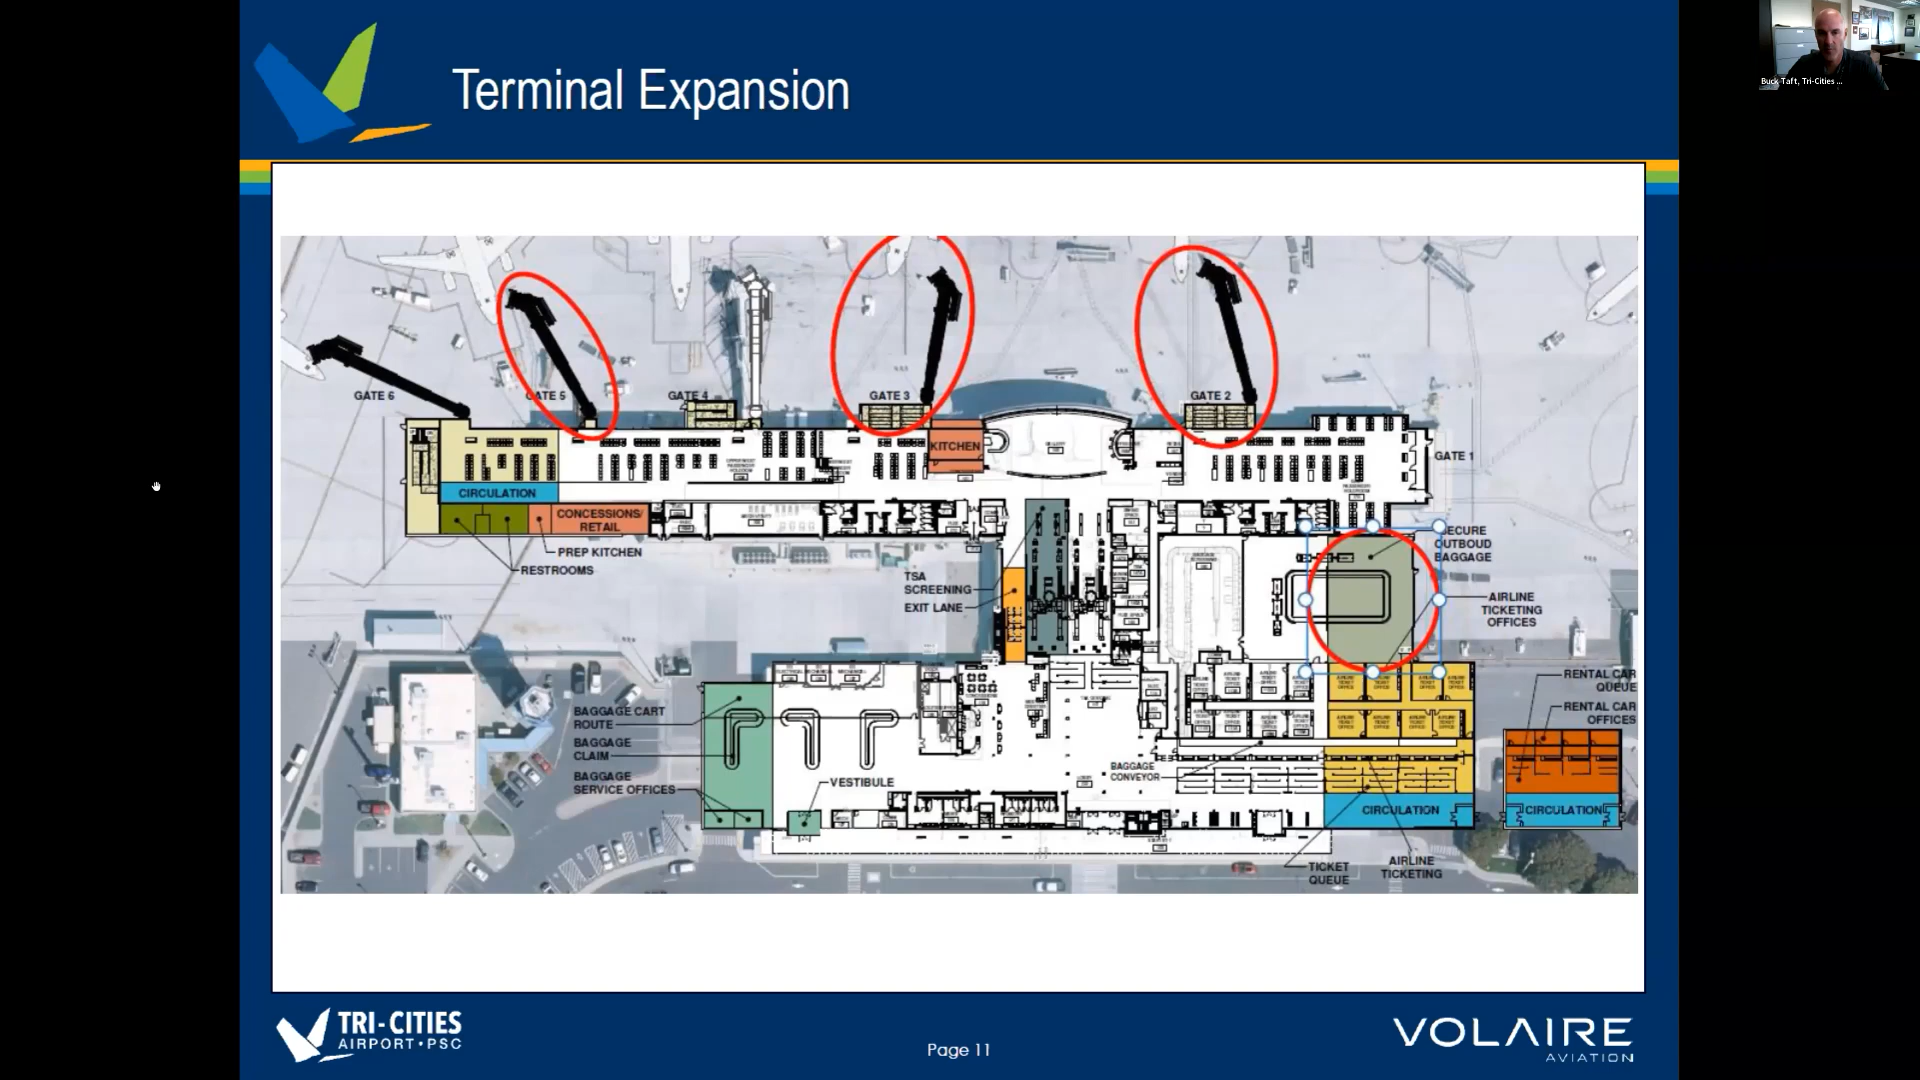 Buck Taft, Tri-Cities ...
Terminal Expansion
GATE 6
GATE 5
GATE 4
GATE 3
GATE 2
KITCHEN
GATE 1
CIRCULATION
CONCESSIONS/
RETAIL
PREP KITCHEN
RESTROOMS
SECURE
OUTBOUD
BAGGAGE
TSA
SCREENING
EXIT LANE
AIRLINE
TICKETING
OFFICES
RENTAL CAR
QUEUE
RENTAL CAR
OFFICES
BAGGAGE CART
ROUTE
BAGGAGE
CLAIM
BAGGAGE
SERVICE OFFICES
VESTIBULE
BAGGAGE
CONVEYOR
CIRCULATION
CIRCULATION
TICKET
QUEUE
AIRLINE
TICKETING
TRI-CITIES
AIRPORT • PSC
Page 11
VOLAIRE
AVIATION